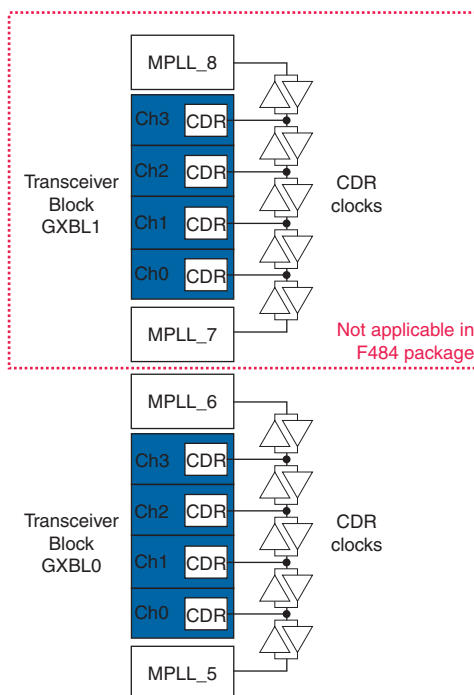 MPLL_8
Ch3 CDR
Ch2 CDR
Transceiver
Block
GXBL1
CDR
clocks
Ch1 CDR
Ch0 CDR
MPLL_7
Not applicable in
F484 package
MPLL_6
Ch3 CDR
Ch2 CDR
Transceiver
Block
GXBL0
CDR
clocks
Ch1 CDR
Ch0 CDR
MPLL_5